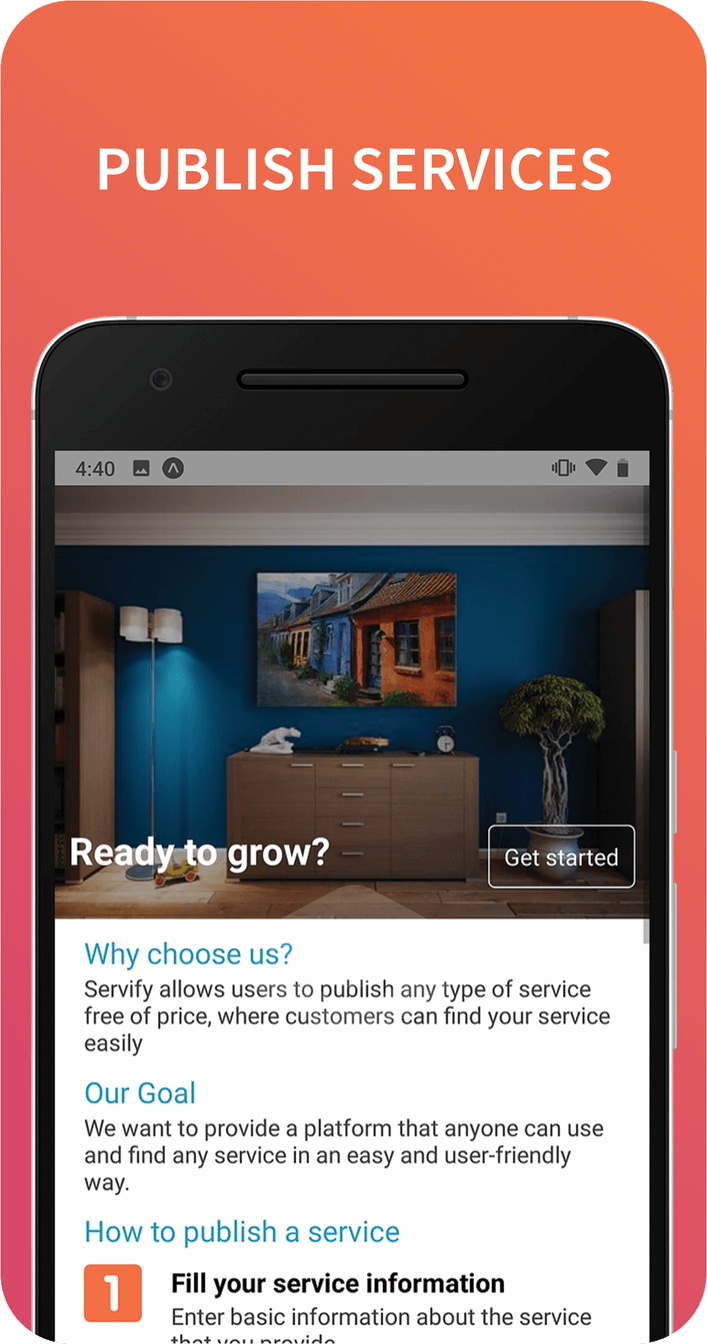 PUBLISH SERVICES
4:40
Ready to grow?
Get started
Why choose us?
Servify allows users to publish any type of service
free of price, where customers can find your service
easily
Our Goal
We want to provide a platform that anyone can use
and find any service in an easy and user-friendly
way.
How to publish a service
1 Fill your service information
Enter basic information about the service
that you provide